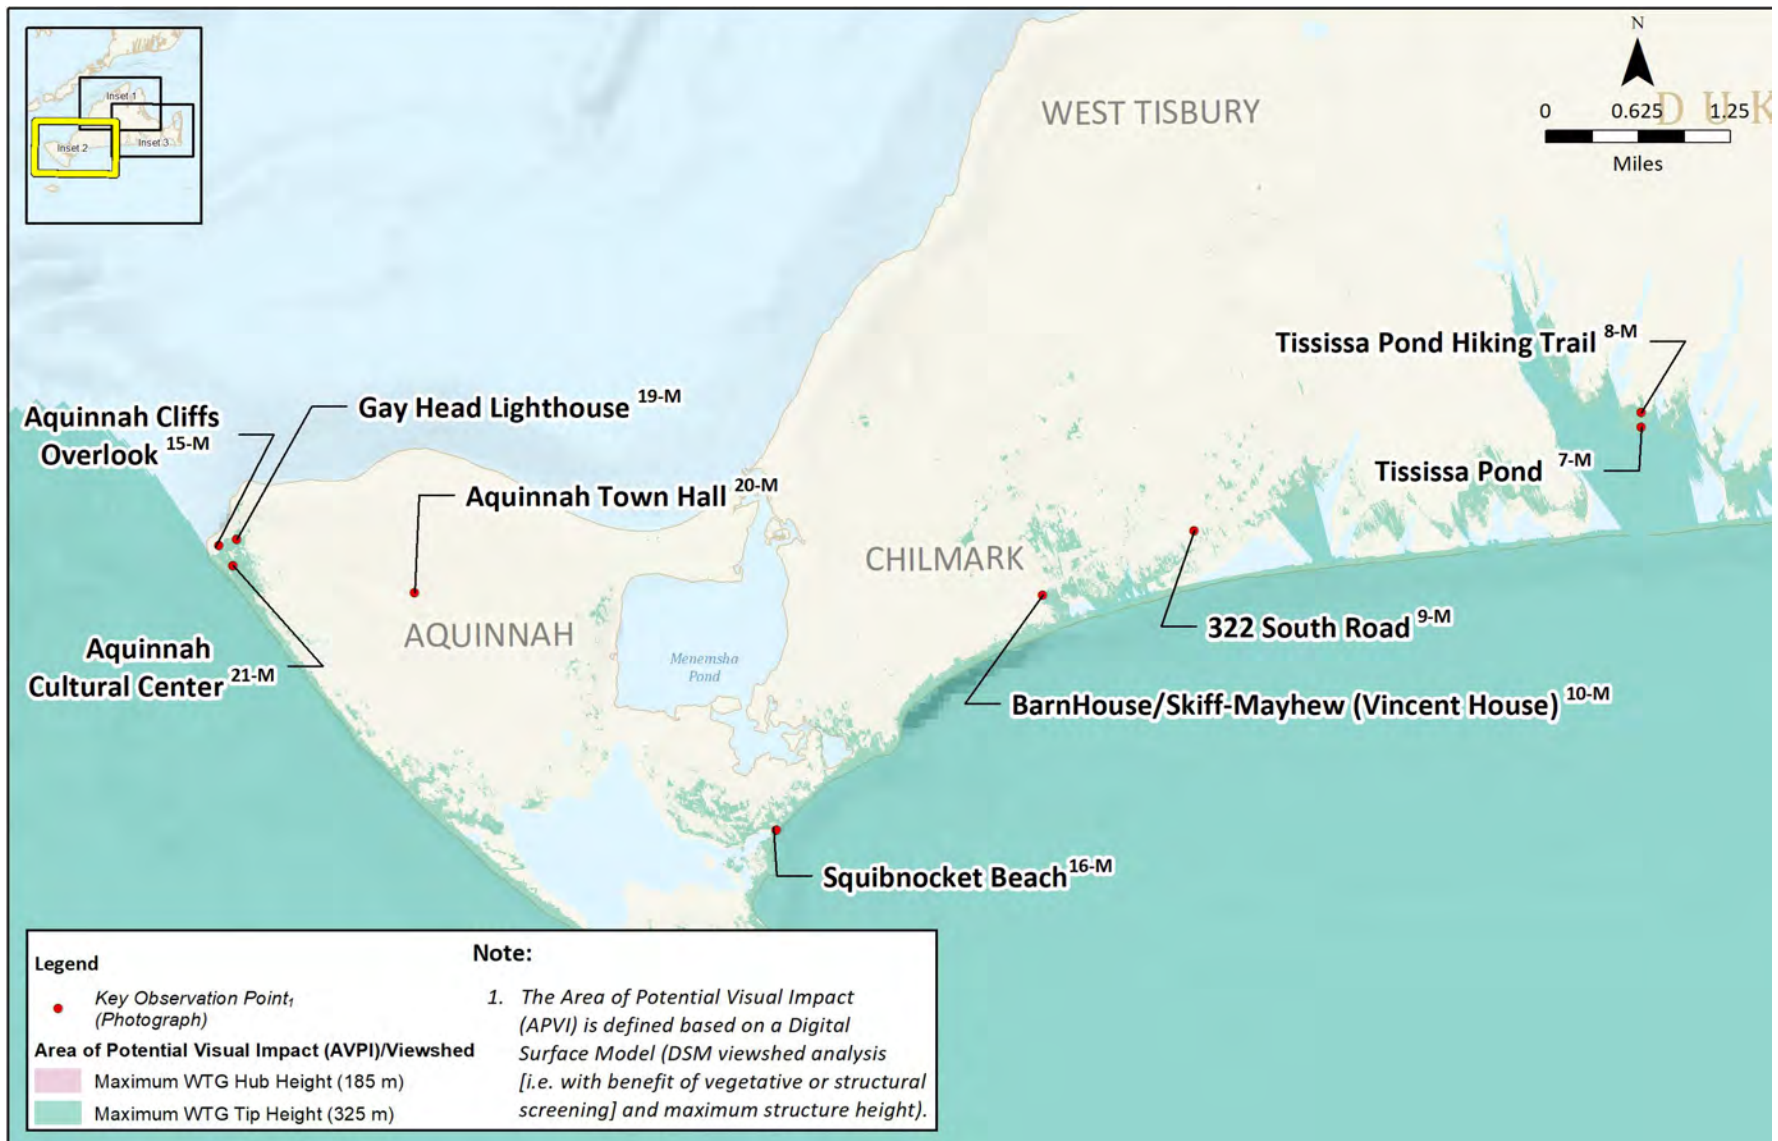 Inset 1
Inset 2
Inset 3
N
0 0.625 1.25
Miles
D U K
WEST TISBURY
Tississa Pond Hiking Trail 8-M
Aquinnah Cliffs
Overlook 15-M
Gay Head Lighthouse 19-M
Aquinnah Town Hall 20-M
Tississa Pond 7-M
CHILMARK
AQUINNAH
322 South Road 9-M
Aquinnah
Cultural Center 21-M
Menemsha
Pond
BarnHouse/Skiff-Mayhew (Vincent House) 10-M
Squibnocket Beach 16-M
Legend
Key Observation Point1
(Photograph)
Area of Potential Visual Impact (AVPI)/Viewshed
Maximum WTG Hub Height (185 m)
Maximum WTG Tip Height (325 m)
Note:
1. The Area of Potential Visual Impact
(APVI) is defined based on a Digital
Surface Model (DSM viewshed analysis
[i.e. with benefit of vegetative or structural
screening] and maximum structure height).